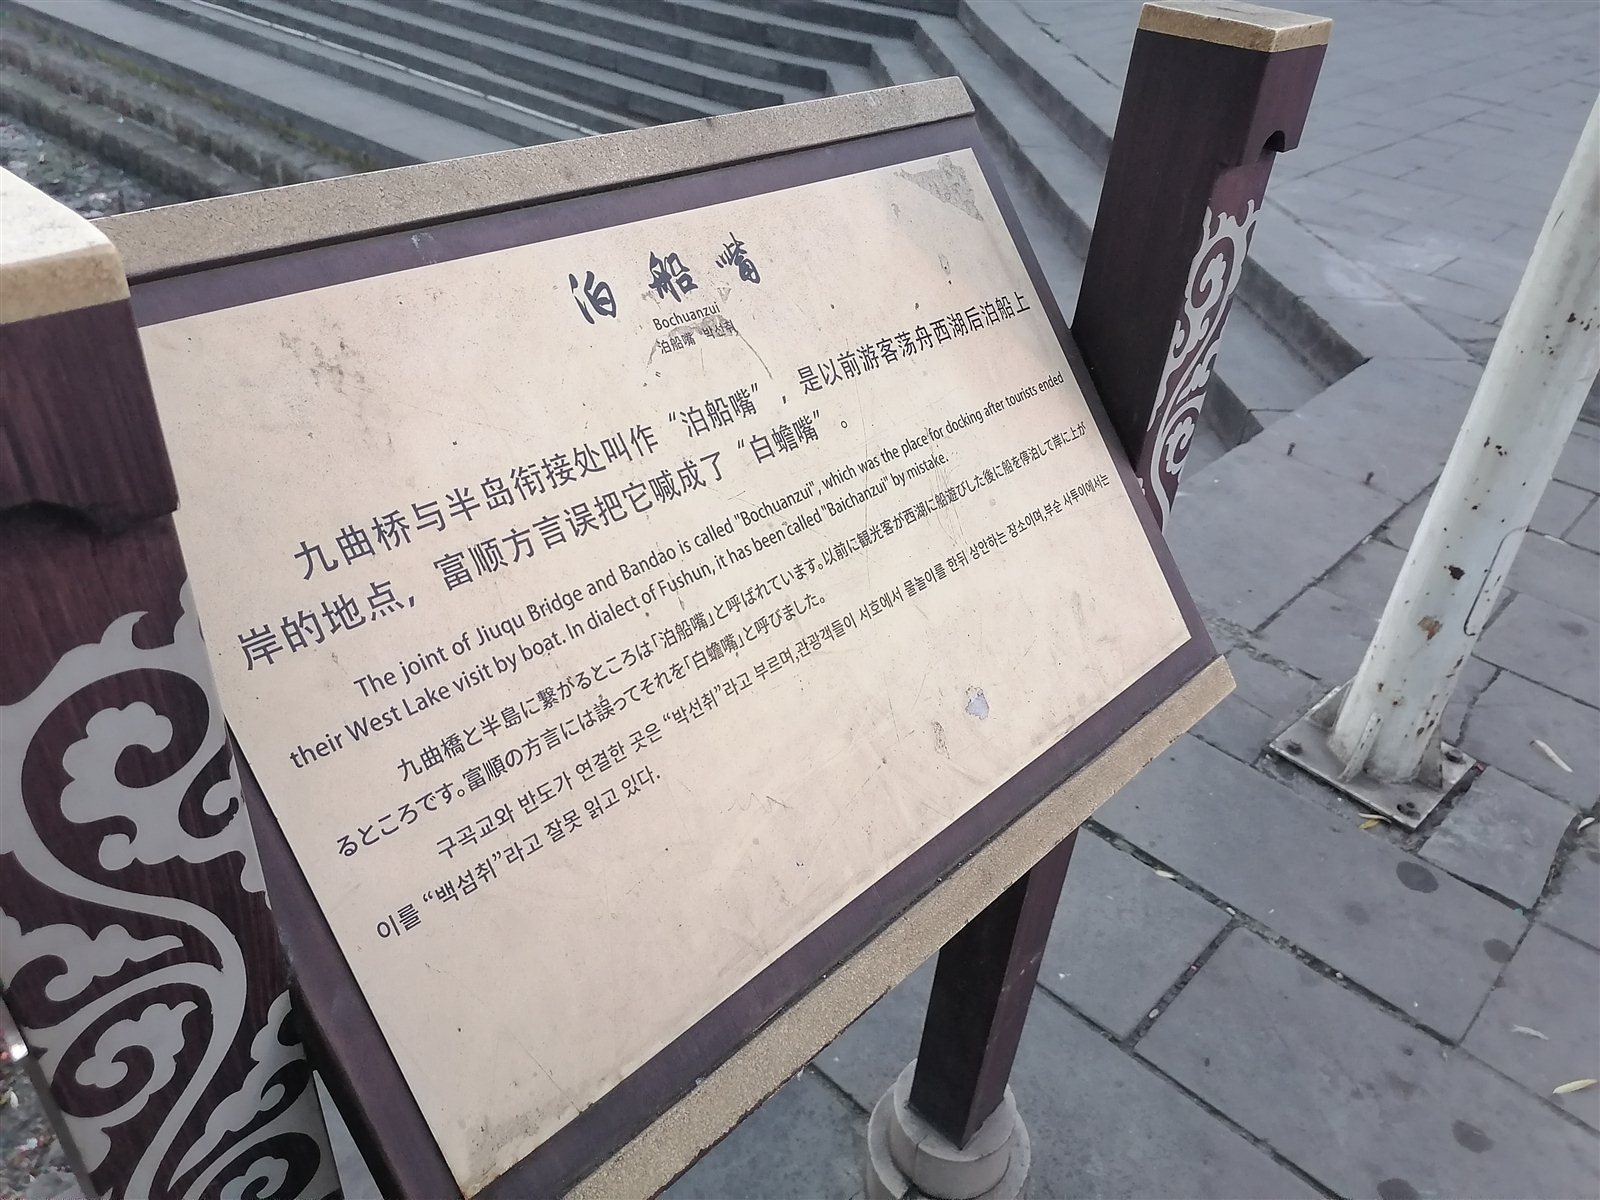 泊船嘴
Bochuanzui
泊船嘴 박선취
九曲桥与半岛衔接处叫作“泊船嘴”，是以前游客荡舟西湖后泊船上
岸的地点，富顺方言误把它喊成了“白蟾嘴”。
The joint of Jiuqu Bridge and Bandao is called "Bochuanzui", which was the place for docking after tourists ended
their West Lake visit by boat. In dialect of Fushun, it has been called "Baichanzui" by mistake.
九曲橋と半島に繋がるところは「泊船嘴」と呼ばれています。以前に観光客が西湖に船遊びした後に船を停泊して岸に上が
るところです。富順の方言には誤ってそれを「白蟾嘴」と呼びました。
구곡교와 반도가 연결한 곳은 “박선취”라고 부르며,관광객들이 서호에서 물놀이를 한뒤 상안하는 장소이며,부순 사투이에서는
이를 “백섬취”라고 잘못 읽고 있다.